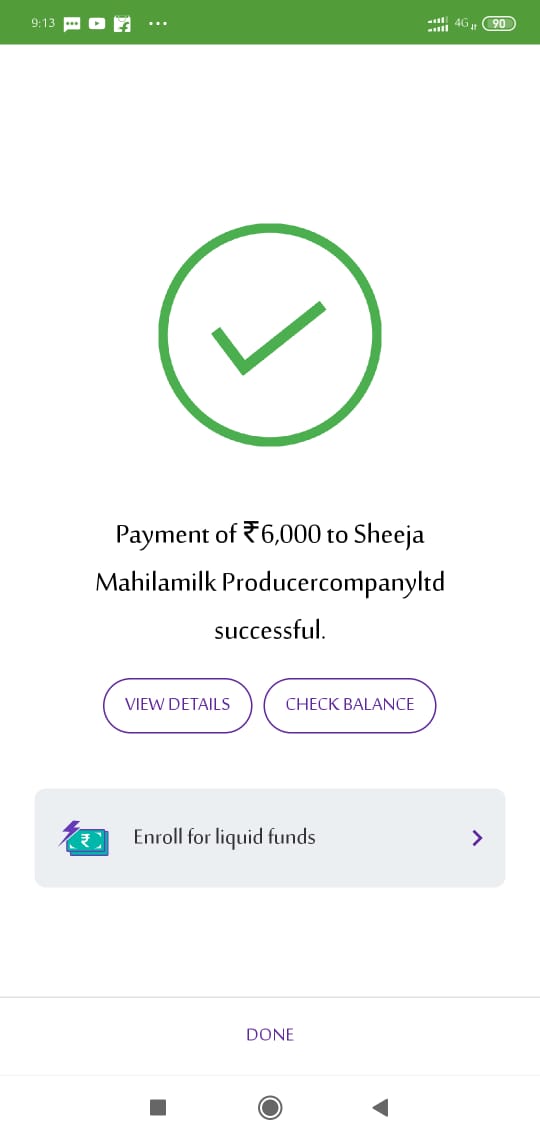 9:13
4G
90
Payment of ₹6,000 to Sheeja
Mahilamilk Producercompanyltd
successful.
VIEW DETAILS
CHECK BALANCE
₹
Enroll for liquid funds
DONE